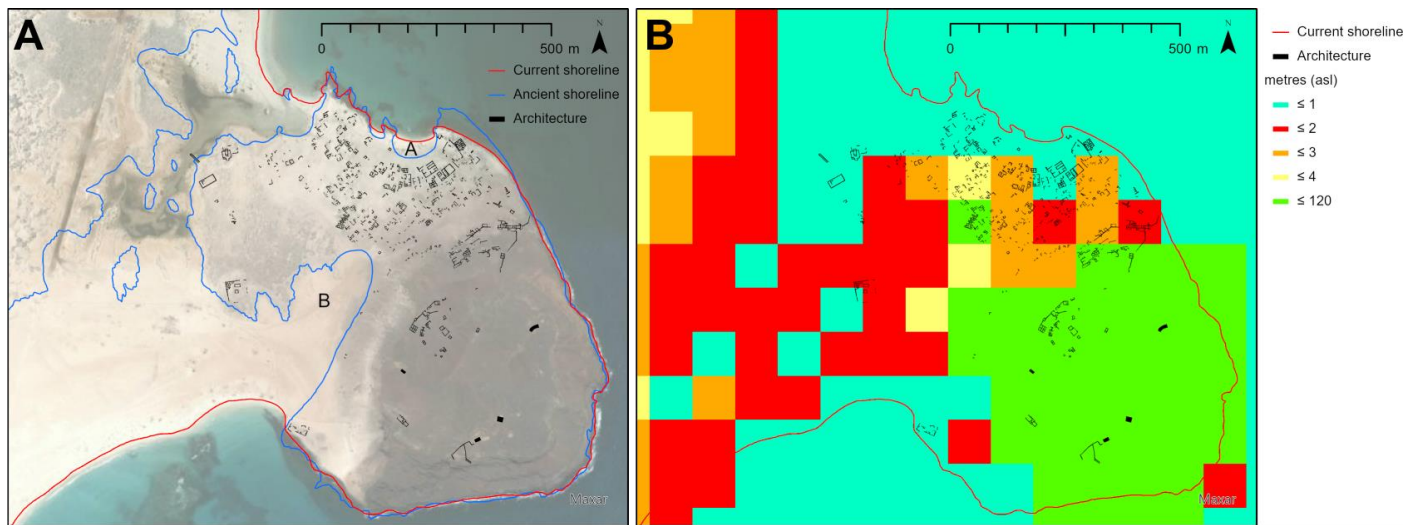 A
N
0
500 m
Current shoreline
Ancient shoreline
Architecture
A
B
Maxar
B
N
0
500 m
Maxar
Current shoreline
Architecture
metres (asl)
≤ 1
≤ 2
≤ 3
≤ 4
≤ 120